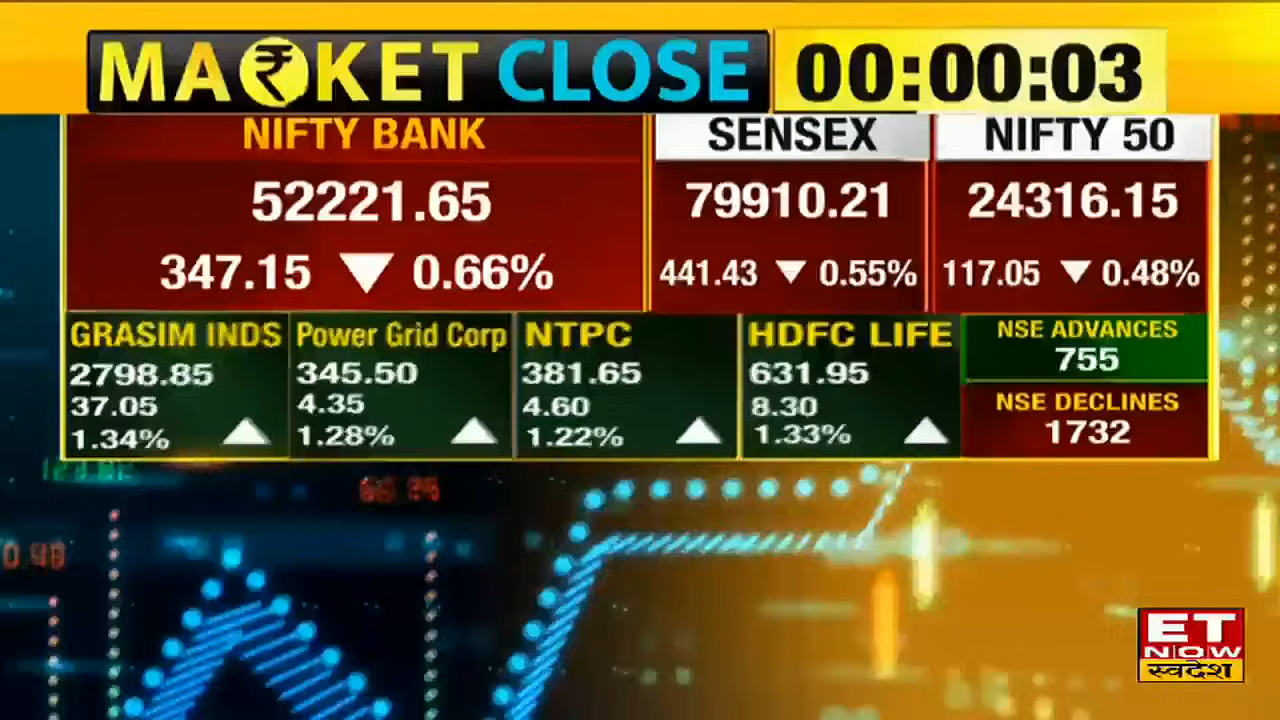 MA₹KET CLOSE 00:00:03
NIFTY BANK
52221.65
347.15 ▼ 0.66%
SENSEX
79910.21
441.43 ▼ 0.55%
NIFTY 50
24316.15
117.05 ▼ 0.48%
GRASIM INDS
2798.85
37.05
1.34% ▲
Power Grid Corp
345.50
4.35
1.28% ▲
NTPC
381.65
4.60
1.22% ▲
HDFC LIFE
631.95
8.30
1.33% ▲
NSE ADVANCES
755
NSE DECLINES
1732
ET
NOW
स्वदेश